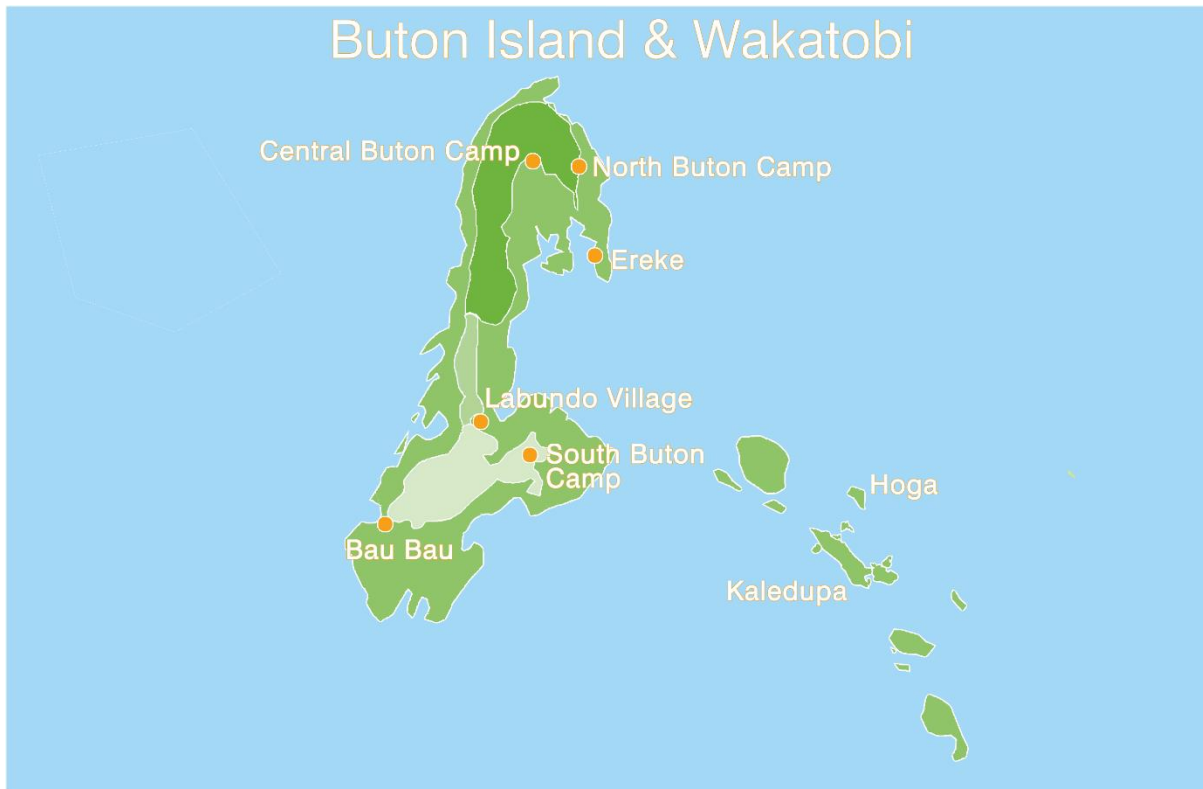 Buton Island & Wakatobi
Central Buton Camp
North Buton Camp
Ereke
Labundo Village
South Buton
Camp
Hoga
Bau Bau
Kaledupa